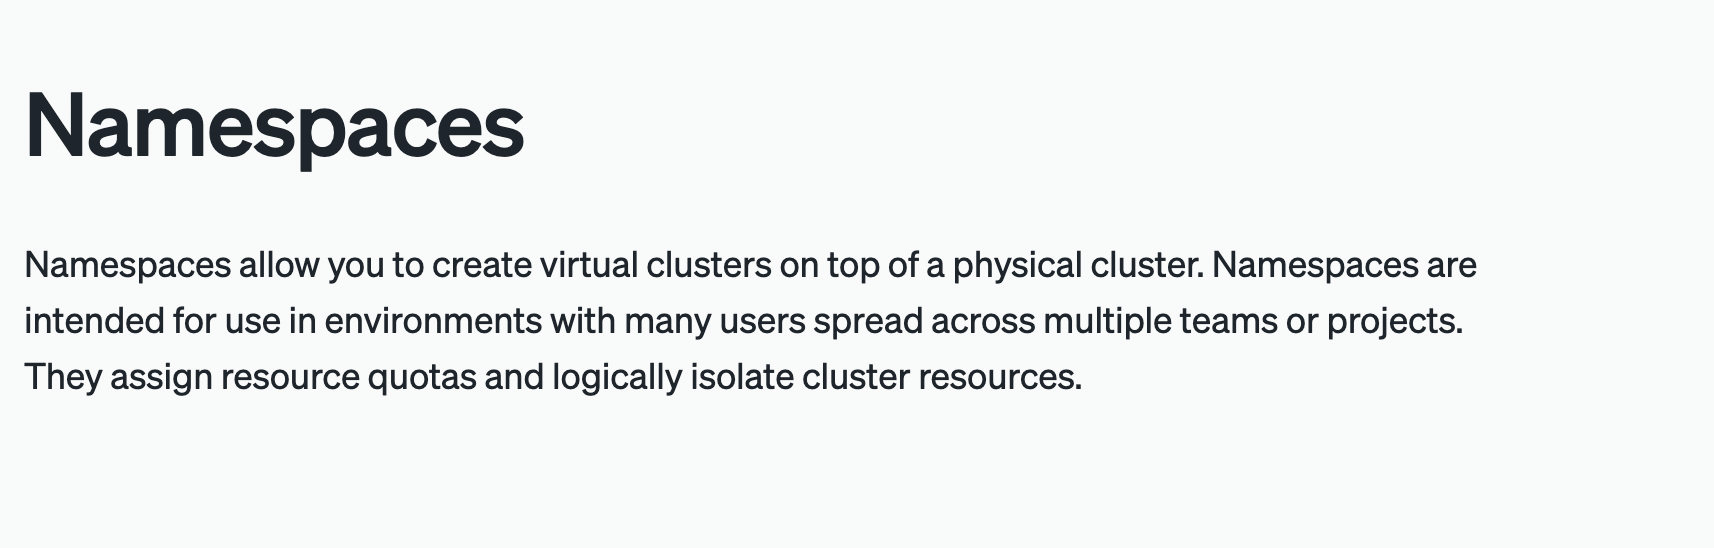 Namespaces
Namespaces allow you to create virtual clusters on top of a physical cluster. Namespaces are
intended for use in environments with many users spread across multiple teams or projects.
They assign resource quotas and logically isolate cluster resources.